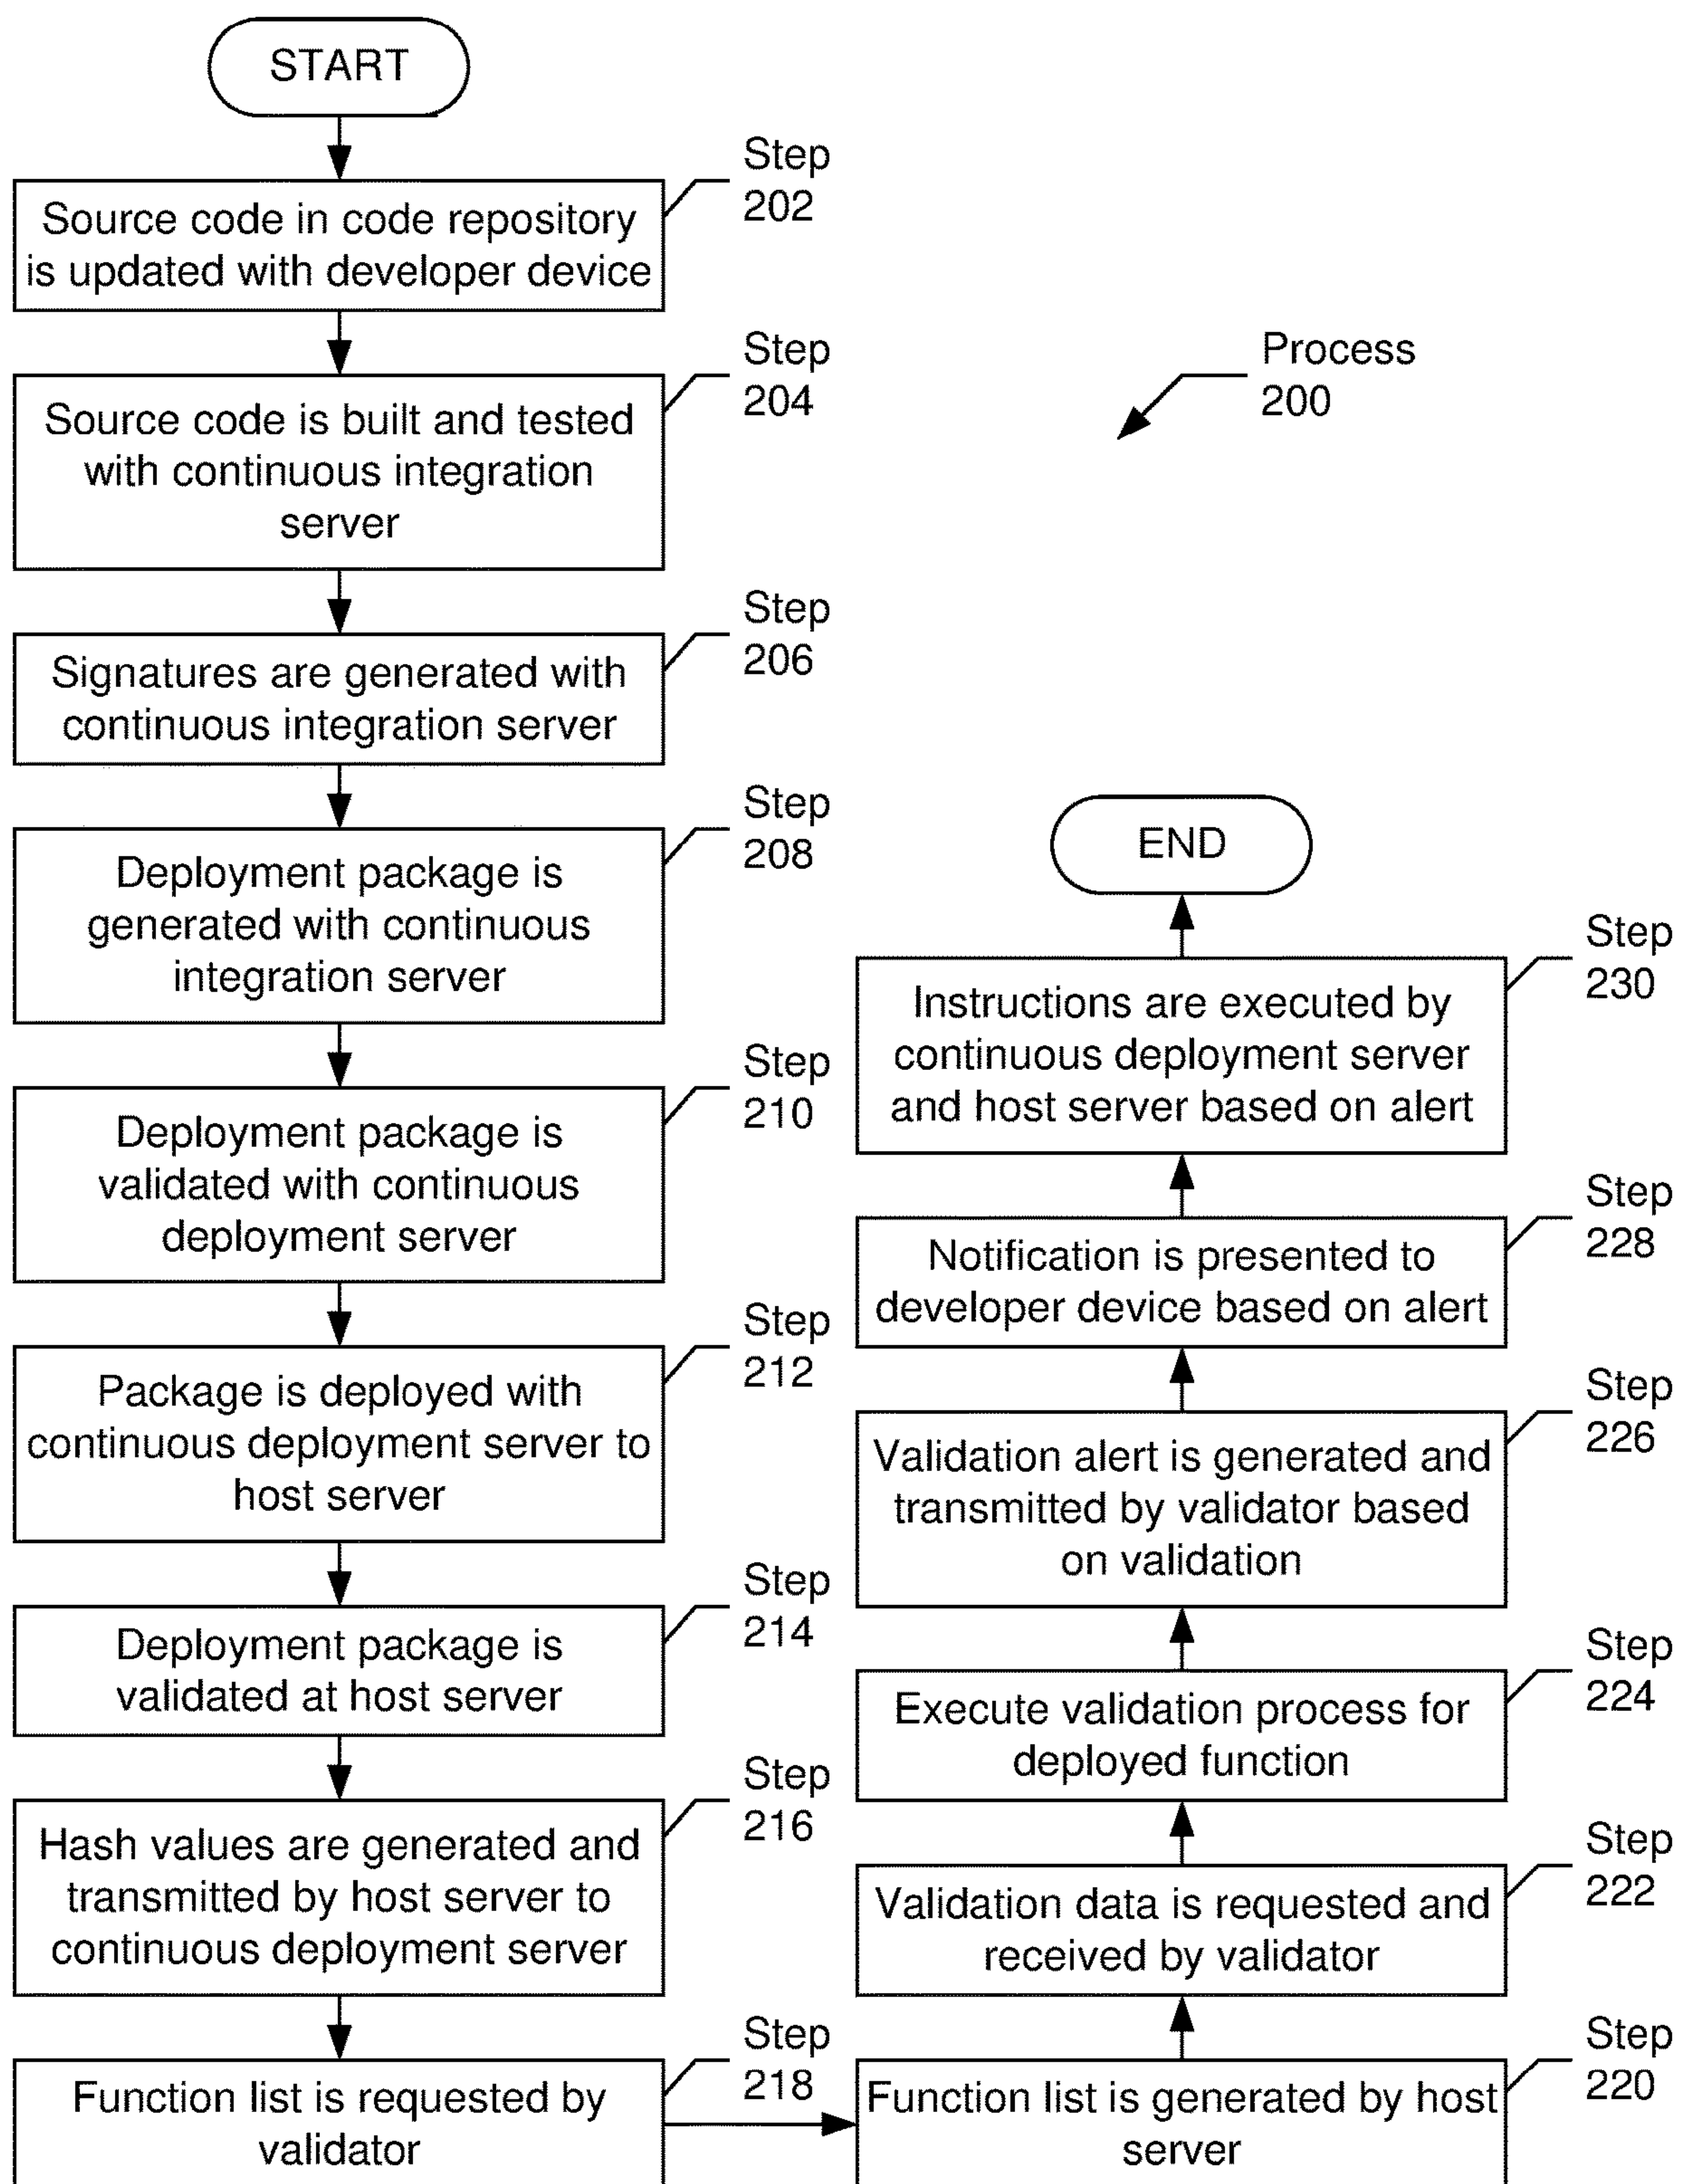 START
Step
202
Source code in code repository
is updated with developer device
Step
204
Source code is built and tested
with continuous integration
server
Process
200
Step
206
Signatures are generated with
continuous integration server
Step
208
Deployment package is
generated with continuous
integration server
Step
210
Deployment package is
validated with continuous
deployment server
Step
212
Package is deployed with
continuous deployment server to
host server
Step
214
Deployment package is
validated at host server
Step
216
Hash values are generated and
transmitted by host server to
continuous deployment server
Step
218
Function list is requested by
validator
Step
220
Function list is generated by host
server
Step
222
Validation data is requested and
received by validator
Step
224
Execute validation process for
deployed function
Step
226
Validation alert is generated and
transmitted by validator based
on validation
Step
228
Notification is presented to
developer device based on alert
Step
230
Instructions are executed by
continuous deployment server
and host server based on alert
END